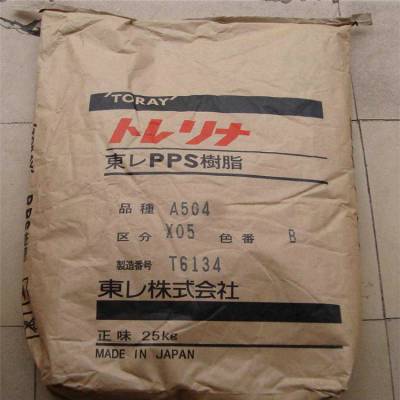 TORAY
トレリナ
東レPPS樹脂
品種 A504
区分 X05 色番 B
製造番号 T6134
東レ株式会社
正味 25kg
MADE IN JAPAN